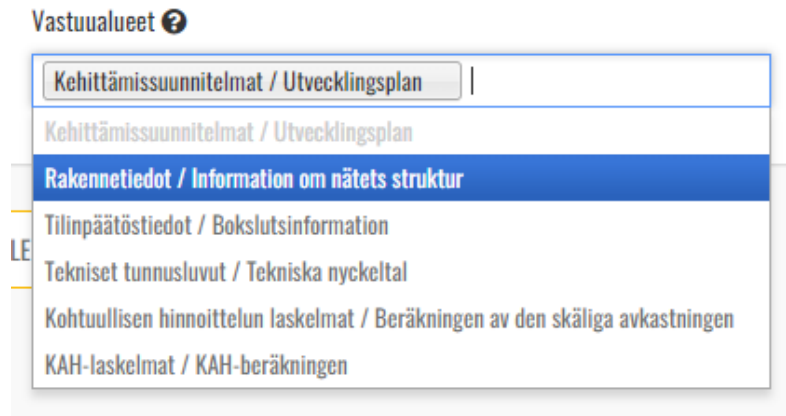 Vastuualueet ?
Kehittämissuunnitelmat / Utvecklingsplan
Kehittämissuunnitelmat / Utvecklingsplan
Rakennetiedot / Information om nätets struktur
Tilinpäätöstiedot / Bokslutsinformation
LE
Tekniset tunnusluvut / Tekniska nyckeltal
Kohtuullisen hinnoittelun laskelmat / Beräkningen av den skäliga avkastningen
KAH-laskelmat / KAH-beräkningen